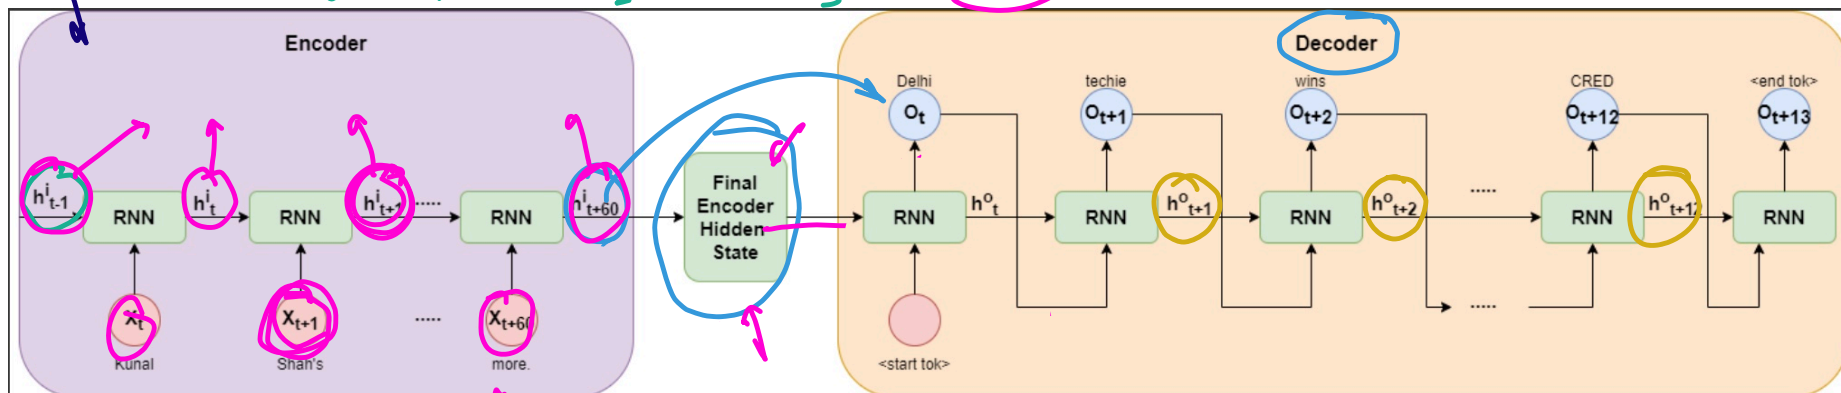 Encoder
Decoder
Delhi
techie
wins
CRED
<end tok>
Oₜ
Oₜ₊₁
Oₜ₊₂
Oₜ₊₁₂
Oₜ₊₁₃
hⁱₜ₋₁
RNN
hⁱₜ
RNN
hⁱₜ₊₁
.....
RNN
hⁱₜ₊₆₀
Final
Encoder
Hidden
State
RNN
hᵒₜ
RNN
hᵒₜ₊₁
RNN
hᵒₜ₊₂
.....
RNN
hᵒₜ₊₁₂
RNN
Xₜ
Xₜ₊₁
.....
Xₜ₊₆₀
.....
Kunal
Shah's
more.
<start tok>